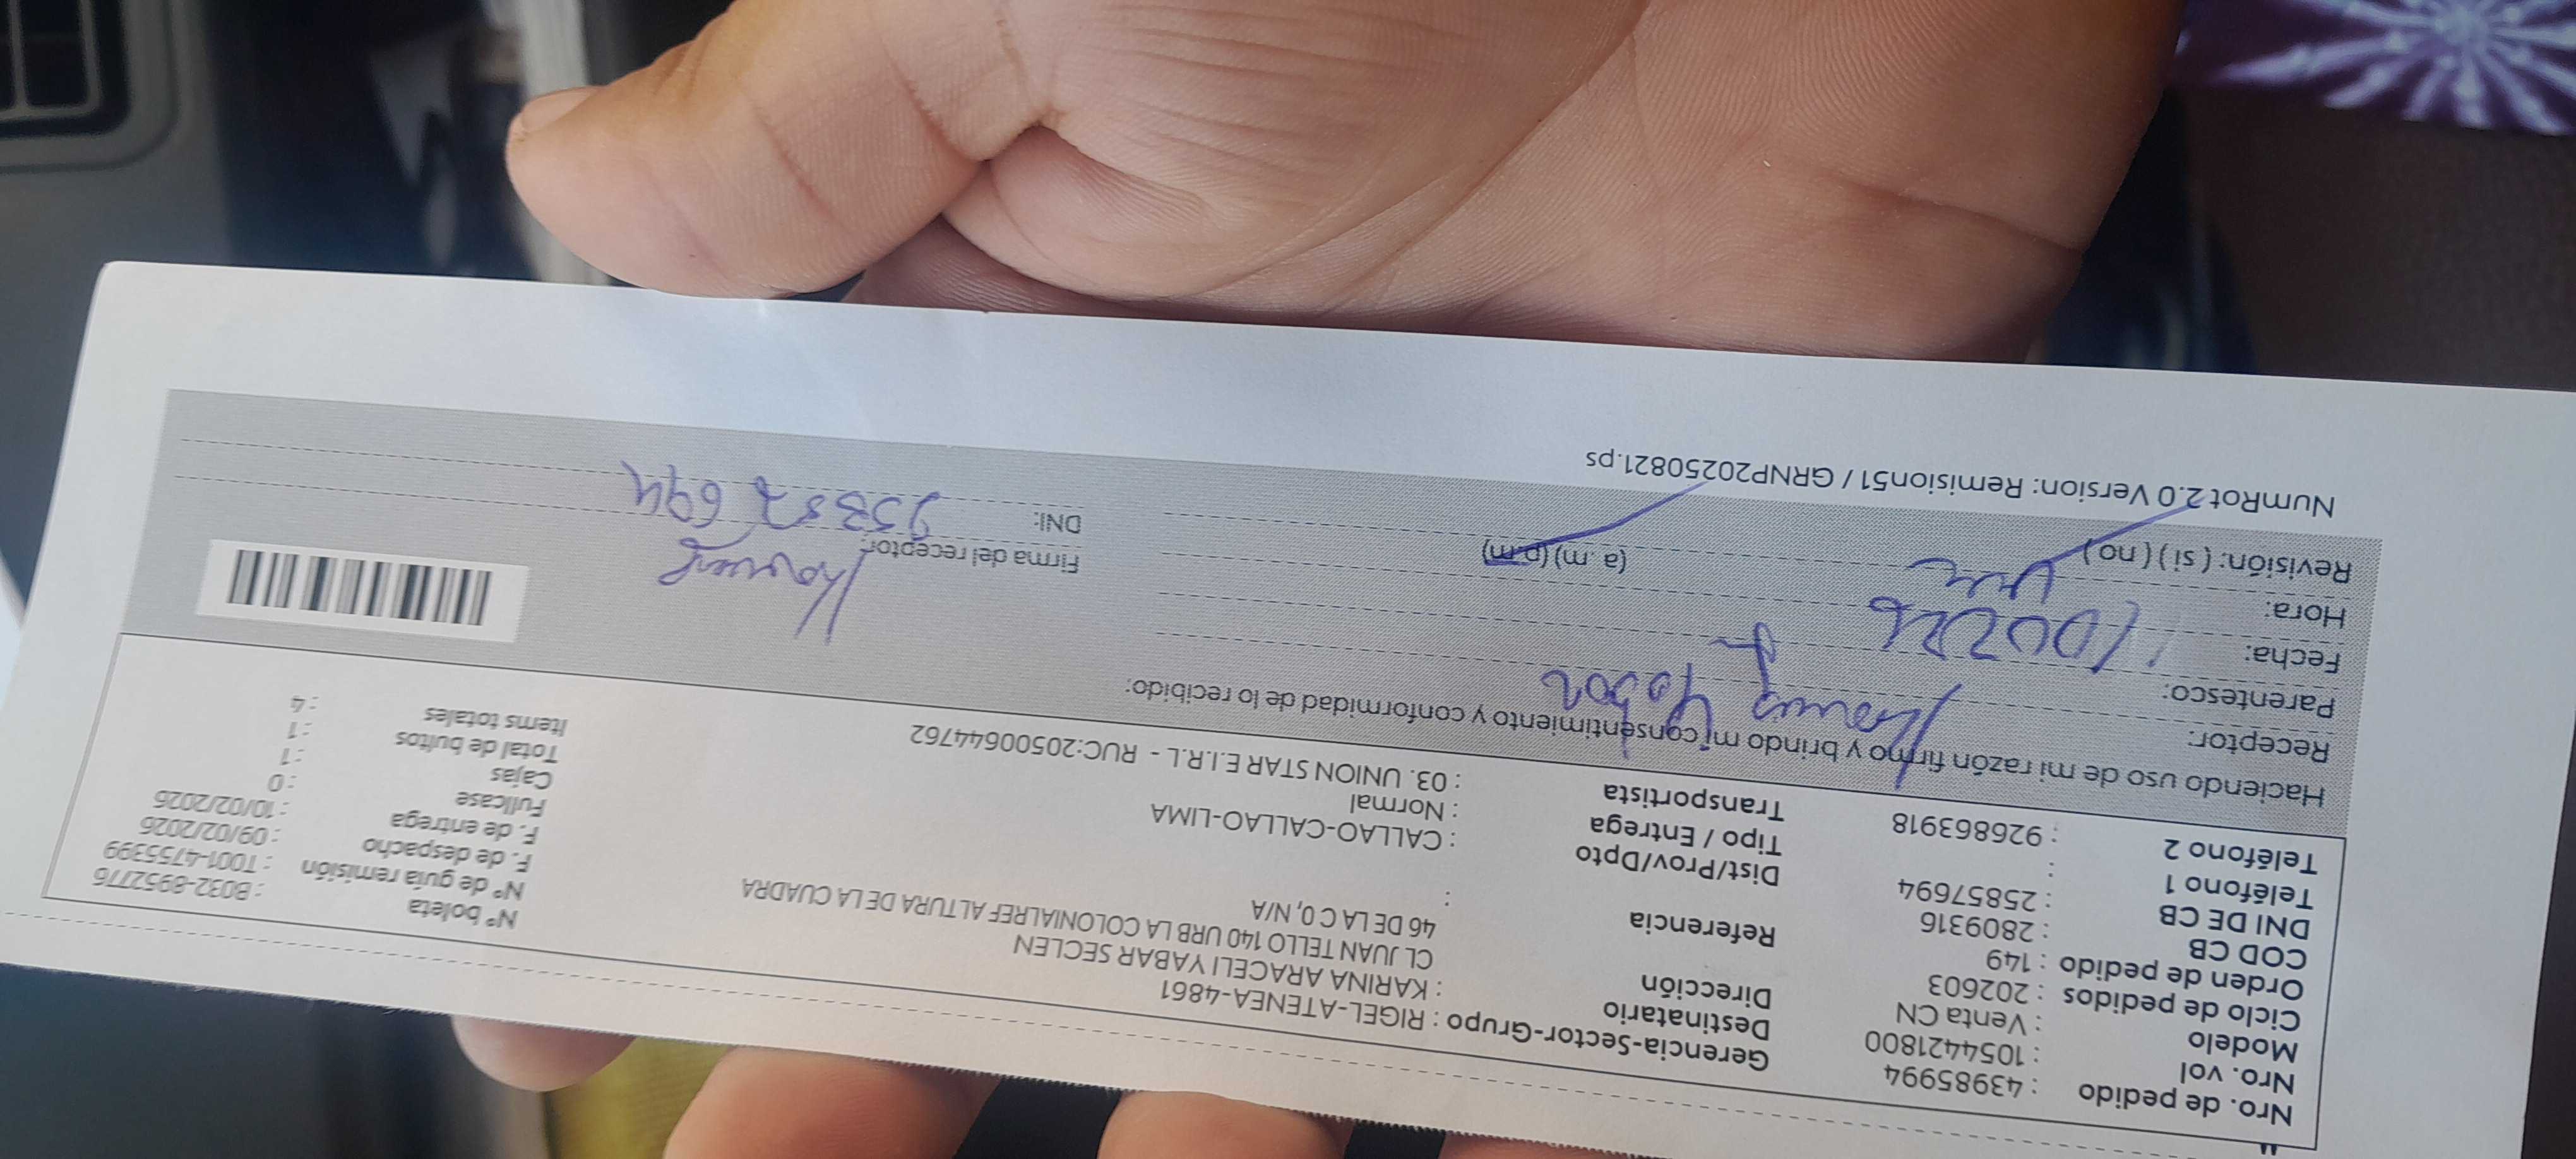 Nro. de pedido : 43985994
Nro. vol : 1054421800
Modelo : Venta CN
Ciclo de pedidos : 202603
Orden de pedido : 149
COD CB : 2809316
DNI DE CB : 25857694
Teléfono 1 :
Teléfono 2 : 926863918
Gerencia-Sector-Grupo : RIGEL-ATENEA-4861
Destinatario : KARINA ARACELI YABAR SECLEN
Dirección CL JUAN TELLO 140 URB LA COLONIALREF ALTURA DE LA CUADRA
46 DE LA C 0, N/A
Referencia :
Dist/Prov/Dpto : CALLAO-CALLAO-LIMA
Tipo / Entrega : Normal
Transportista : 03. UNION STAR E.I.R.L - RUC:20500644762
Nº boleta : B032-8952776
Nº de guía remisión : T001-4755399
F. de despacho : 09/02/2026
F. de entrega : 10/02/2026
Fullcase : 0
Cajas : 1
Total de bultos : 1
Items totales : 4
Haciendo uso de mi razón firmo y brindo mi consentimiento y conformidad de lo recibido:
Receptor:
Parentesco:
Fecha:
Hora:
Revisión: ( si ) ( no )
(a .m) (p.m)
Firma del receptor:
DNI:
NumRot 2.0 Version: Remision51 / GRNP20250821.ps